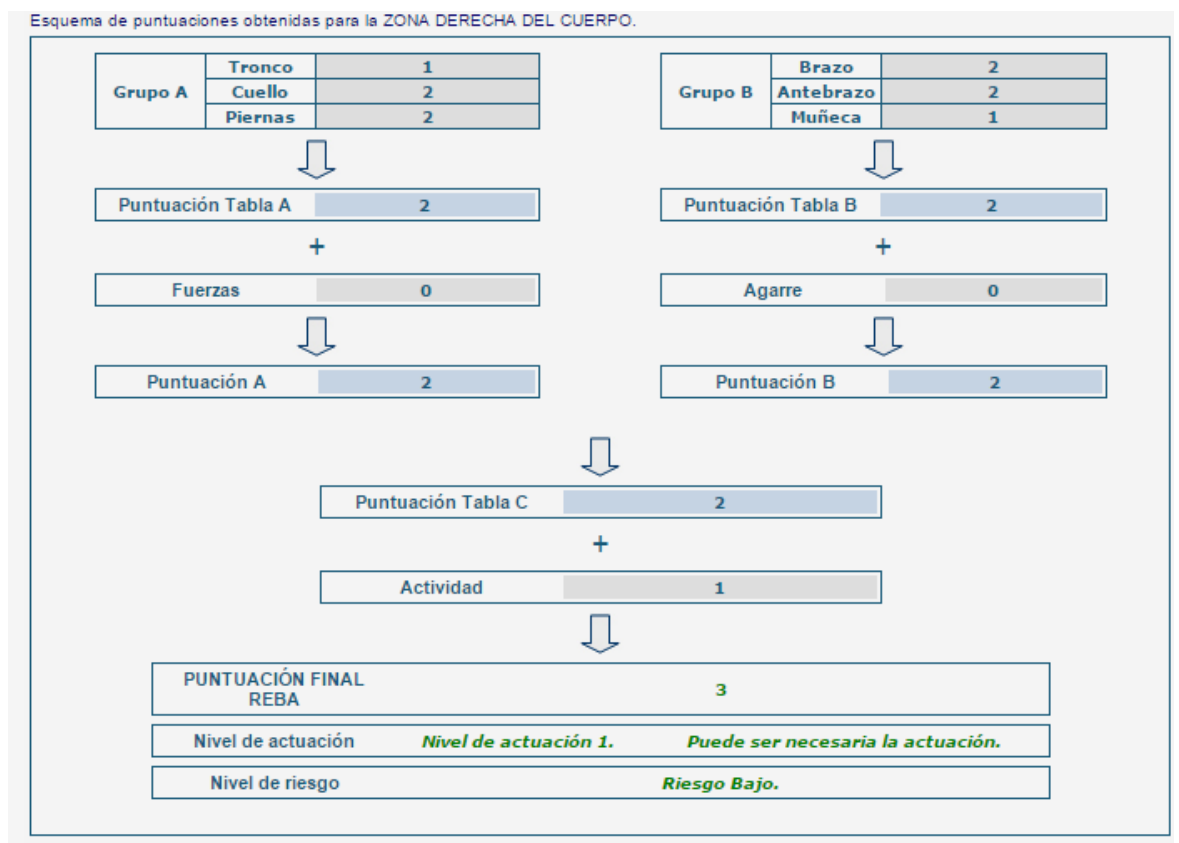 Esquema de puntuaciones obtenidas para la ZONA DERECHA DEL CUERPO.
Grupo A
Tronco 1
Cuello 2
Piernas 2
Grupo B
Brazo 2
Antebrazo 2
Muñeca 1
Puntuación Tabla A 2
Puntuación Tabla B 2
+
+
Fuerzas 0
Agarre 0
Puntuación A 2
Puntuación B 2
Puntuación Tabla C 2
+
Actividad 1
PUNTUACIÓN FINAL
REBA
3
Nivel de actuación Nivel de actuación 1. Puede ser necesaria la actuación.
Nivel de riesgo Riesgo Bajo.